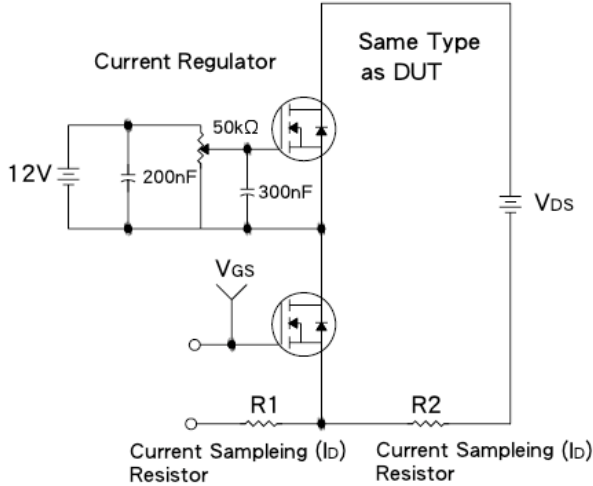 Same Type
as DUT
Current Regulator
50kΩ
12V
200nF
300nF
VDS
VGS
R1
R2
Current Sampleing (ID)
Resistor
Current Sampleing (ID)
Resistor